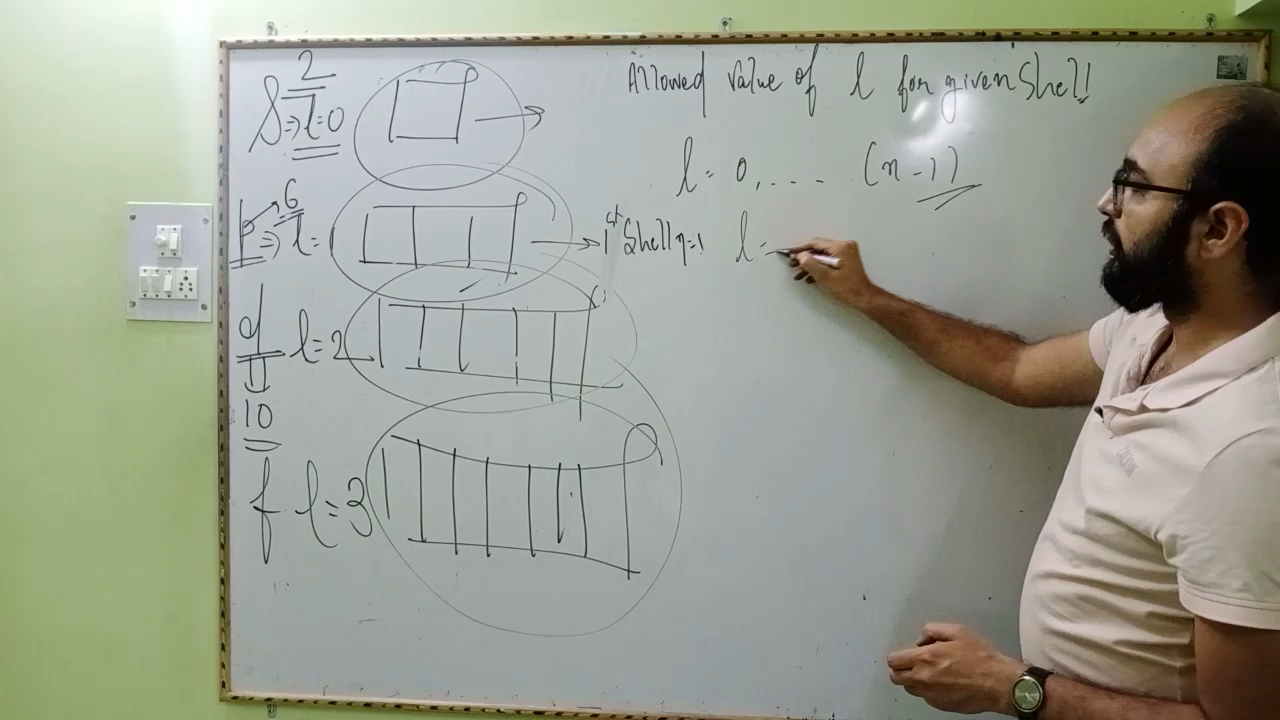 Allowed value of l for given Shell
l = 0, .... (n-1)
1st Shell n=1 l =
2
S ⇒ l=0
6
p ⇒ l=1
d l=2
10
f l=3